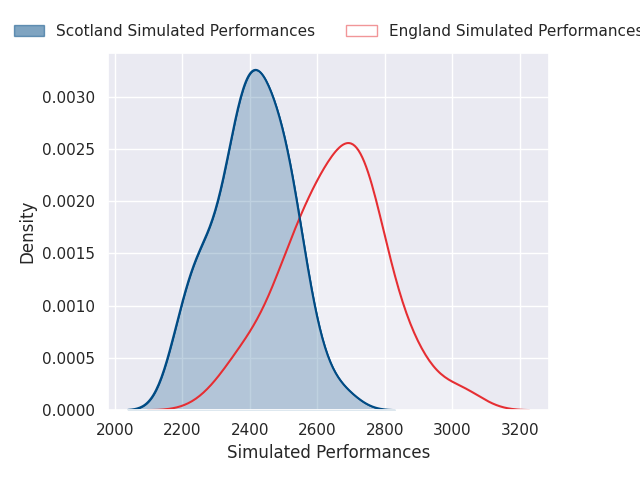 Scotland Simulated Performances England Simulated Performances
0.0030
0.0025
0.0020
0.0015
0.0010
0.0005
0.0000
Density
2000 2200 2400 2600 2800 3000 3200
Simulated Performances